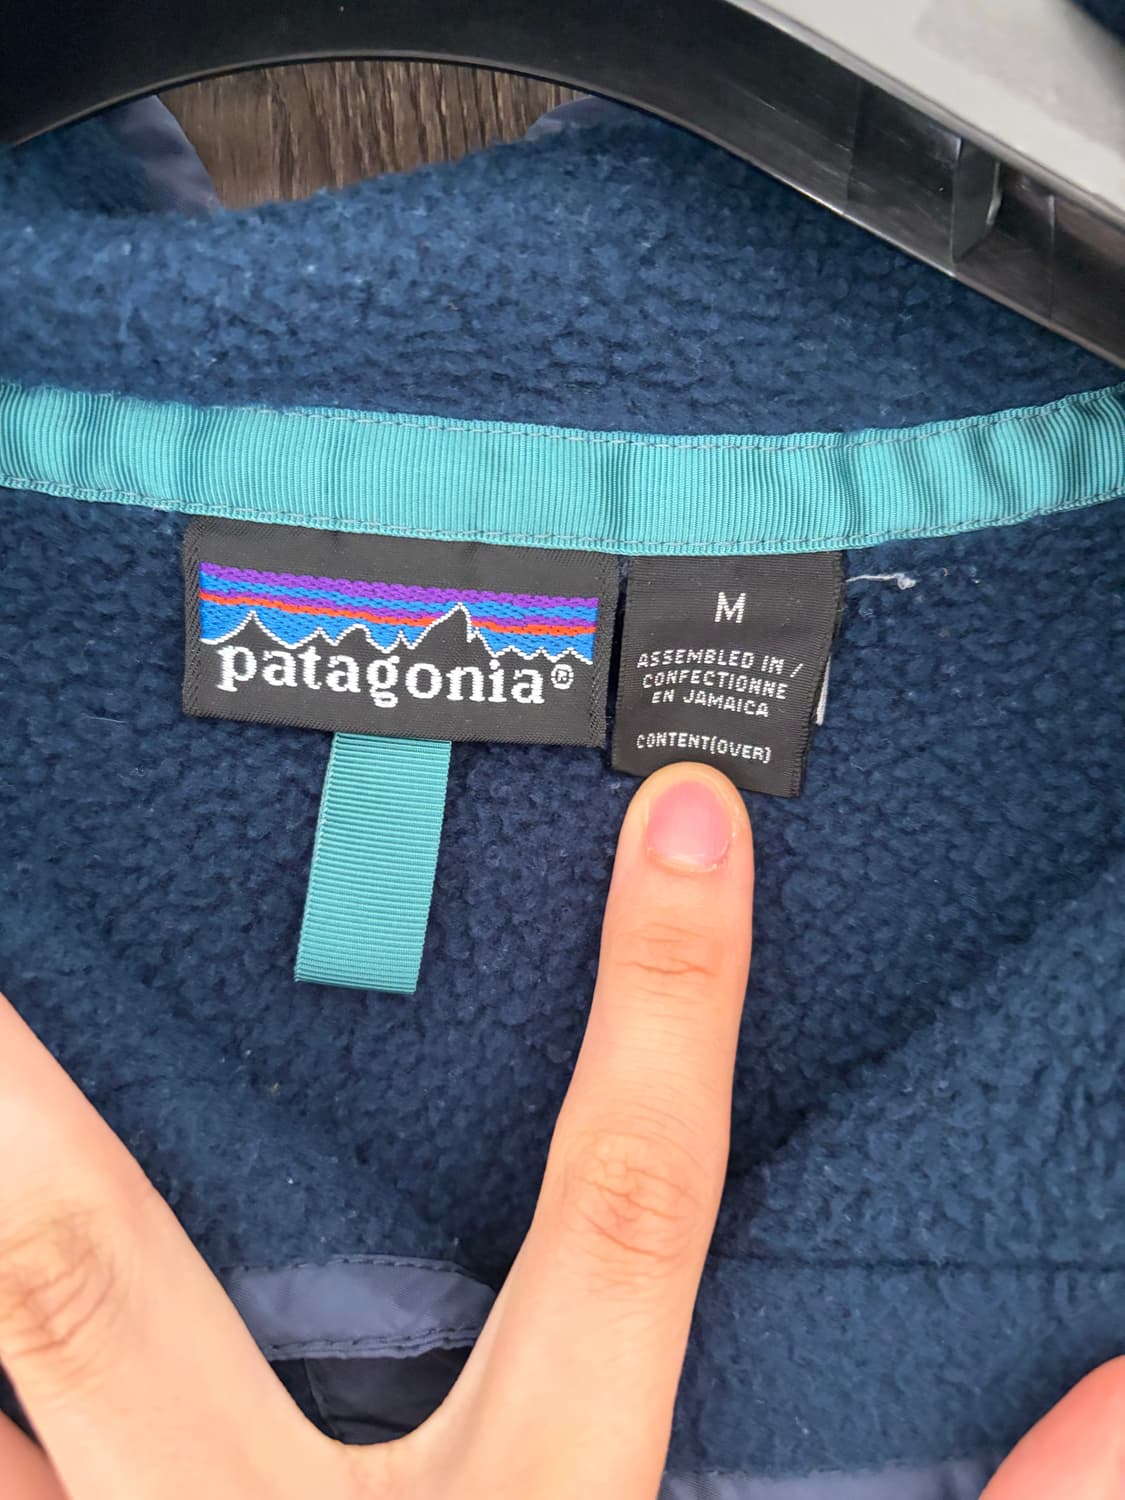 patagonia®
M
ASSEMBLED IN /
CONFECTIONNE
EN JAMAICA
CONTENT(OVER)